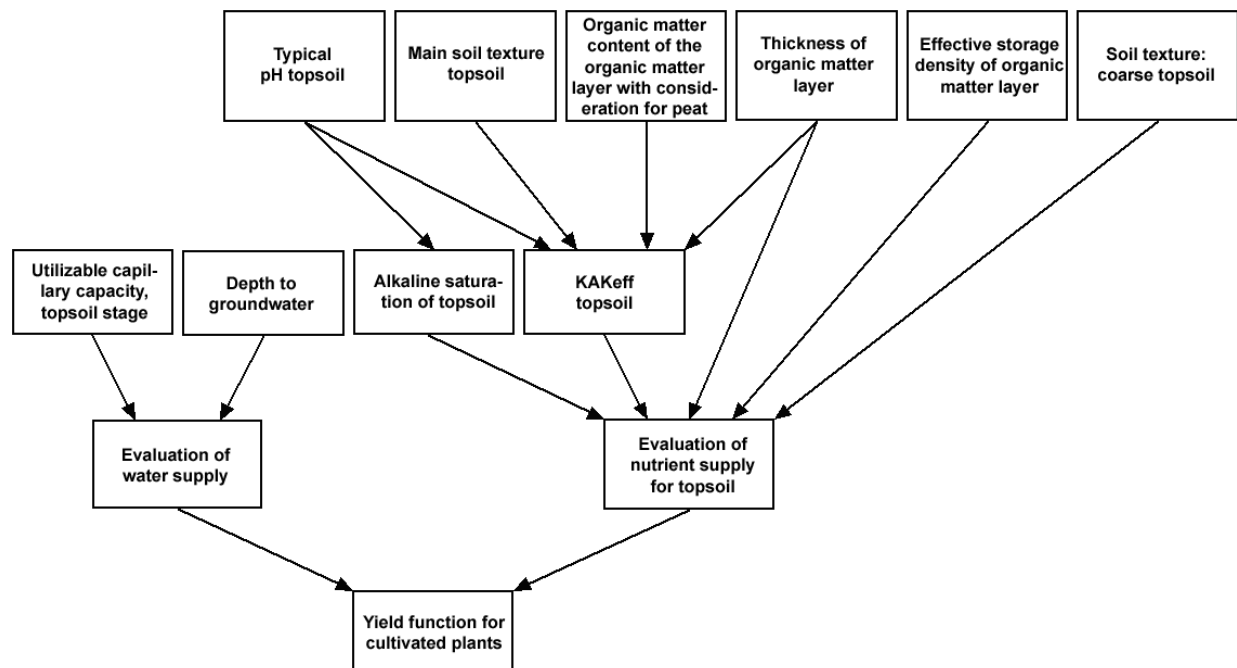 Typical
pH topsoil
Main soil texture
topsoil
Organic matter
content of the
organic matter
layer with consid-
eration for peat
Thickness of
organic matter
layer
Effective storage
density of organic
matter layer
Soil texture:
coarse topsoil
Utilizable capil-
lary capacity,
topsoil stage
Depth to
groundwater
Alkaline satura-
tion of topsoil
KAKeff
topsoil
Evaluation of
water supply
Evaluation of
nutrient supply
for topsoil
Yield function for
cultivated plants